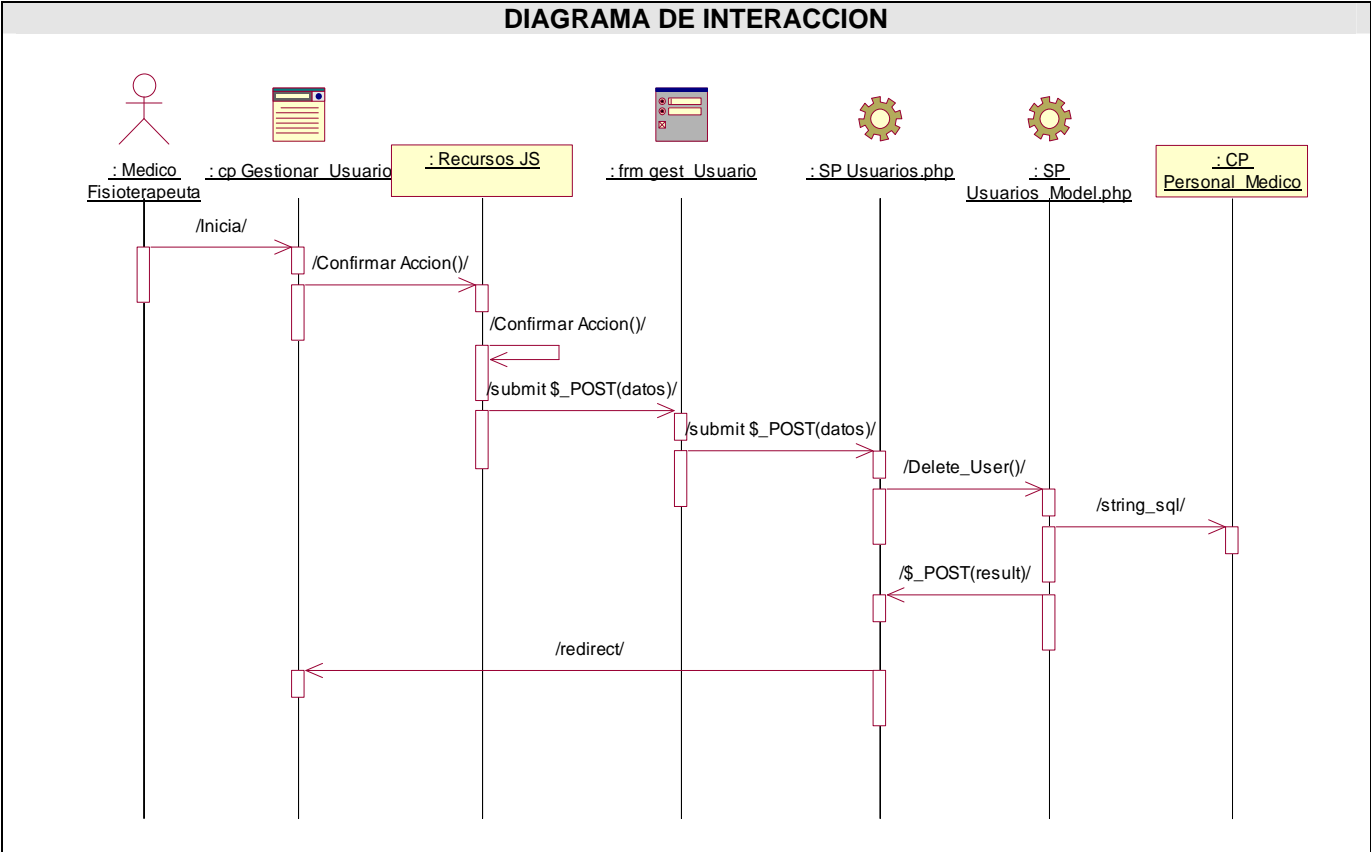 DIAGRAMA DE INTERACCION
: Medico
Fisioterapeuta
: cp Gestionar_Usuario
: Recursos JS
: frm gest_Usuario
: SP Usuarios.php
: SP
Usuarios_Model.php
: CP
Personal_Medico
/Inicia/
/Confirmar Accion()/
/Confirmar Accion()/
/submit $_POST(datos)/
/submit $_POST(datos)/
/Delete_User()/
/string_sql/
/$_POST(result)/
/redirect/